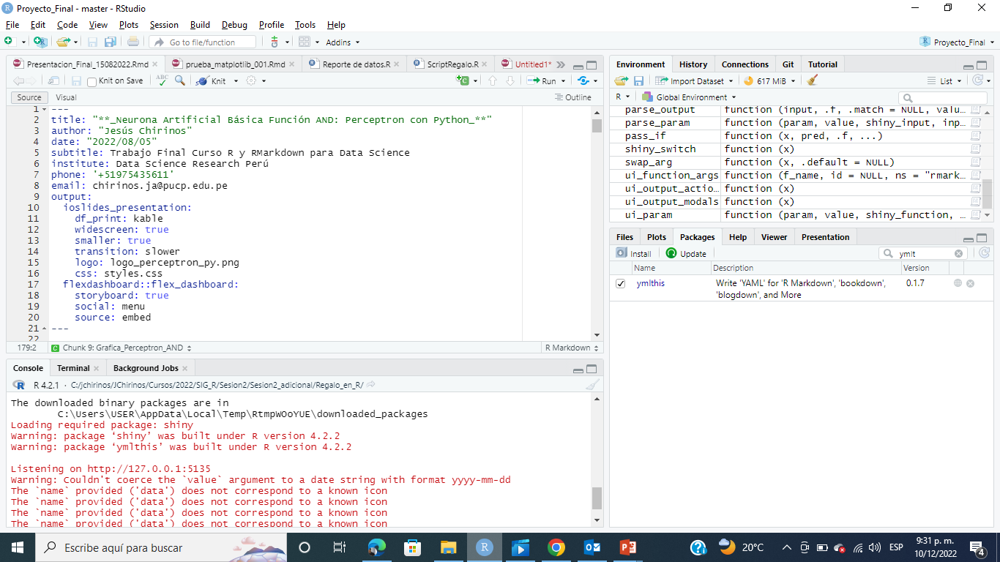 Proyecto_Final - master - RStudio
File Edit Code View Plots Session Build Debug Profile Tools Help
Go to file/function Addins Proyecto_Final
Presentacion_Final_15082022.Rmd prueba_matplotlib_001.Rmd Reporte de datos.R ScriptRegalo.R Untitled1*
Knit on Save ABC Knit Run
Source Visual Outline
1 ---
2 title: "**_Neurona Artificial Básica Función AND: Perceptron con Python_**"
3 author: "Jesús Chirinos"
4 date: "2022/08/05"
5 subtitle: Trabajo Final Curso R y RMarkdown para Data Science
6 institute: Data Science Research Perú
7 phone: '+51975435611'
8 email: chirinos.ja@pucp.edu.pe
9 output:
10 ioslides_presentation:
11 df_print: kable
12 widescreen: true
13 smaller: true
14 transition: slower
15 logo: logo_perceptron_py.png
16 css: styles.css
17 flexdashboard::flex_dashboard:
18 storyboard: true
19 social: menu
20 source: embed
21 ---
22
179:2 Chunk 9: Grafica_Perceptron_AND R Markdown
Console Terminal Background Jobs
R 4.2.1 · C:/jchirinos/JChirinos/Cursos/2022/SIG_R/Sesion2/Sesion2_adicional/Regalo_en_R/
The downloaded binary packages are in
C:\Users\USER\AppData\Local\Temp\RtmpWOoYUE\downloaded_packages
Loading required package: shiny
Warning: package ‘shiny’ was built under R version 4.2.2
Warning: package ‘ymlthis’ was built under R version 4.2.2
Listening on http://127.0.0.1:5135
Warning: Couldn't coerce the `value` argument to a date string with format yyyy-mm-dd
The `name` provided ('data') does not correspond to a known icon
The `name` provided ('data') does not correspond to a known icon
The `name` provided ('data') does not correspond to a known icon
The `name` provided ('data') does not correspond to a known icon
Environment History Connections Git Tutorial
Import Dataset 617 MiB List
R Global Environment
parse_output function (input, .f, .match = NULL, valu…
parse_param function (param, value, shiny_input, inp…
pass_if function (x, pred, .f, ...)
shiny_switch function (x)
swap_arg function (x, .default = NULL)
ui_function_args function (f_name, id = NULL, ns = "rmark…
ui_output_actio… function (x)
ui_output_modals function (x)
ui_param function (param, value, shiny_function, …
Files Plots Packages Help Viewer Presentation
Install Update ymlt
Name Description Version
ymlthis Write 'YAML' for 'R Markdown', 'bookdown', 0.1.7
'blogdown', and More
Escribe aquí para buscar
20°C ESP
9:31 p. m.
10/12/2022
4